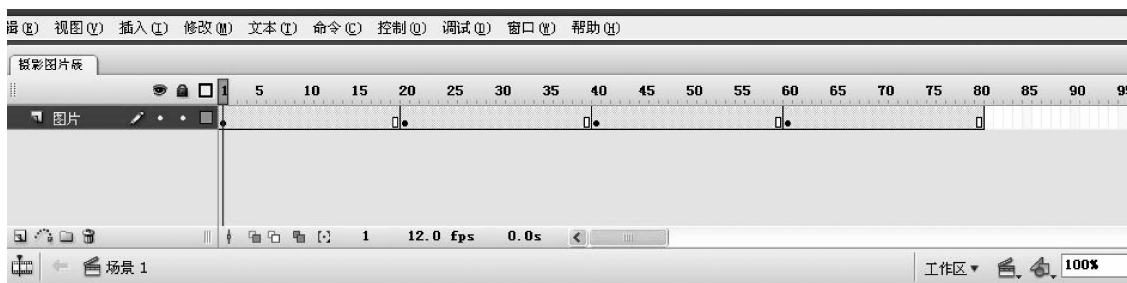 辑(E) 视图(V) 插入(I) 修改(M) 文本(T) 命令(C) 控制(O) 调试(D) 窗口(W) 帮助(H)
摄影图片展
1 5 10 15 20 25 30 35 40 45 50 55 60 65 70 75 80 85 90 9
图片
1 12.0 fps 0.0s
场景 1 工作区 100%